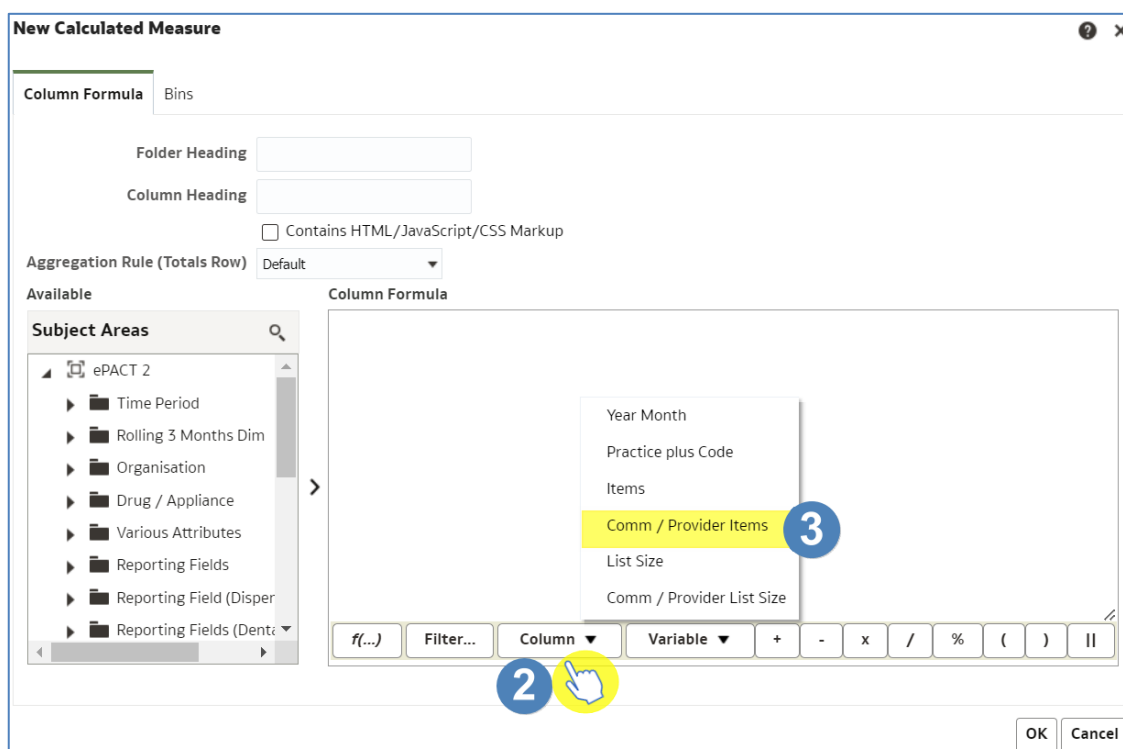 New Calculated Measure
Column Formula
Bins
Folder Heading
Column Heading
Contains HTML/JavaScript/CSS Markup
Aggregation Rule (Totals Row)
Default
Available
Column Formula
Subject Areas
ePACT 2
Time Period
Rolling 3 Months Dim
Organisation
Drug / Appliance
Various Attributes
Reporting Fields
Reporting Field (Disper
Reporting Fields (Denta
Year Month
Practice plus Code
Items
Comm / Provider Items
3
List Size
Comm / Provider List Size
f(...)
Filter...
Column
Variable
+
-
x
/
%
(
)
||
2
OK
Cancel